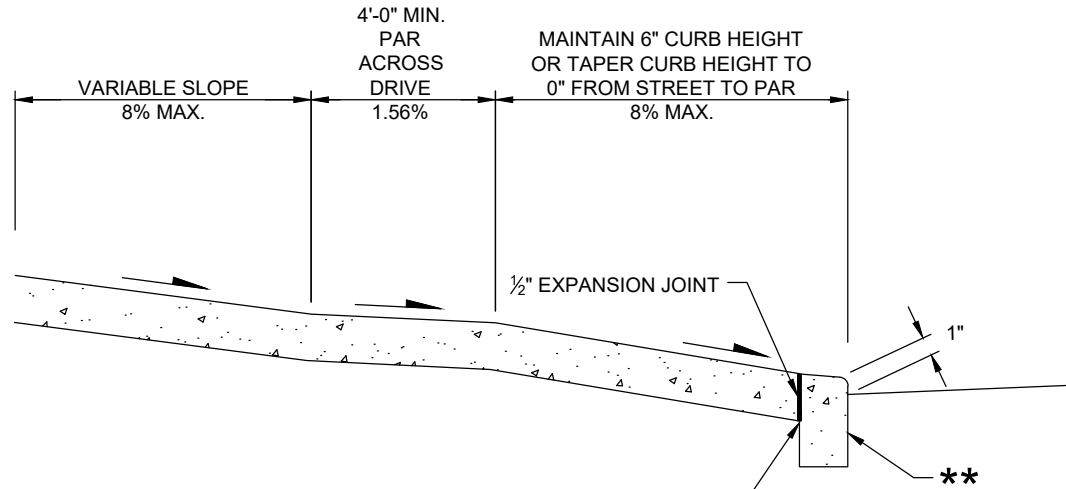 VARIABLE SLOPE
8% MAX.
4'-0" MIN.
PAR
ACROSS
DRIVE
1.56%
MAINTAIN 6" CURB HEIGHT
OR TAPER CURB HEIGHT TO
0" FROM STREET TO PAR
8% MAX.
½" EXPANSION JOINT
1"
**